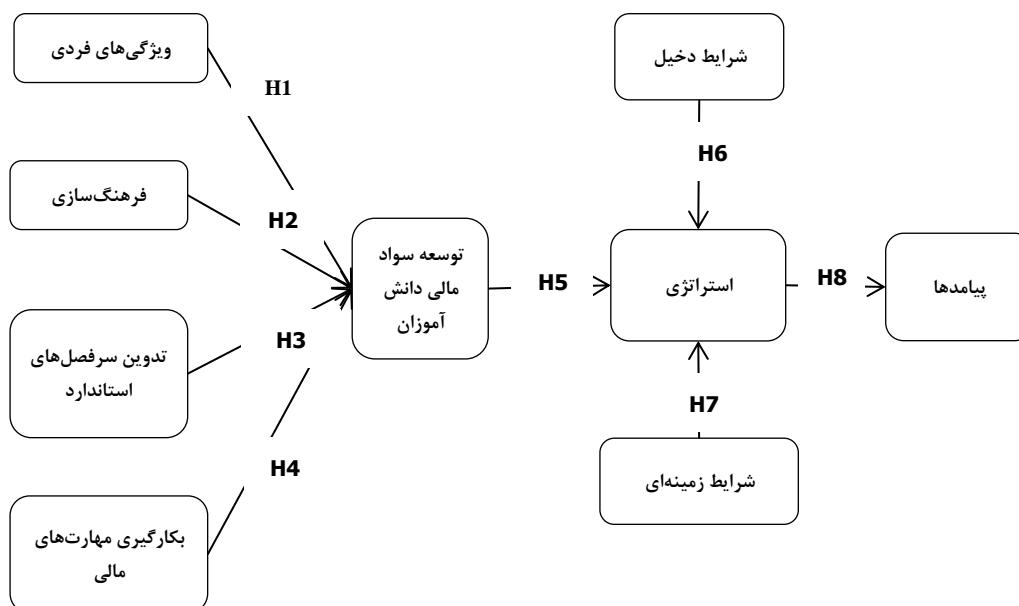 ویژگی‌های فردی
H1
فرهنگ‌سازی
H2
تدوین سرفصل‌های
استاندارد
H3
بکارگیری مهارت‌های
مالی
H4
توسعه سواد
مالی دانش
آموزان
H5
شرایط دخیل
H6
استراتژی
H7
شرایط زمینه‌ای
H8
پیامدها